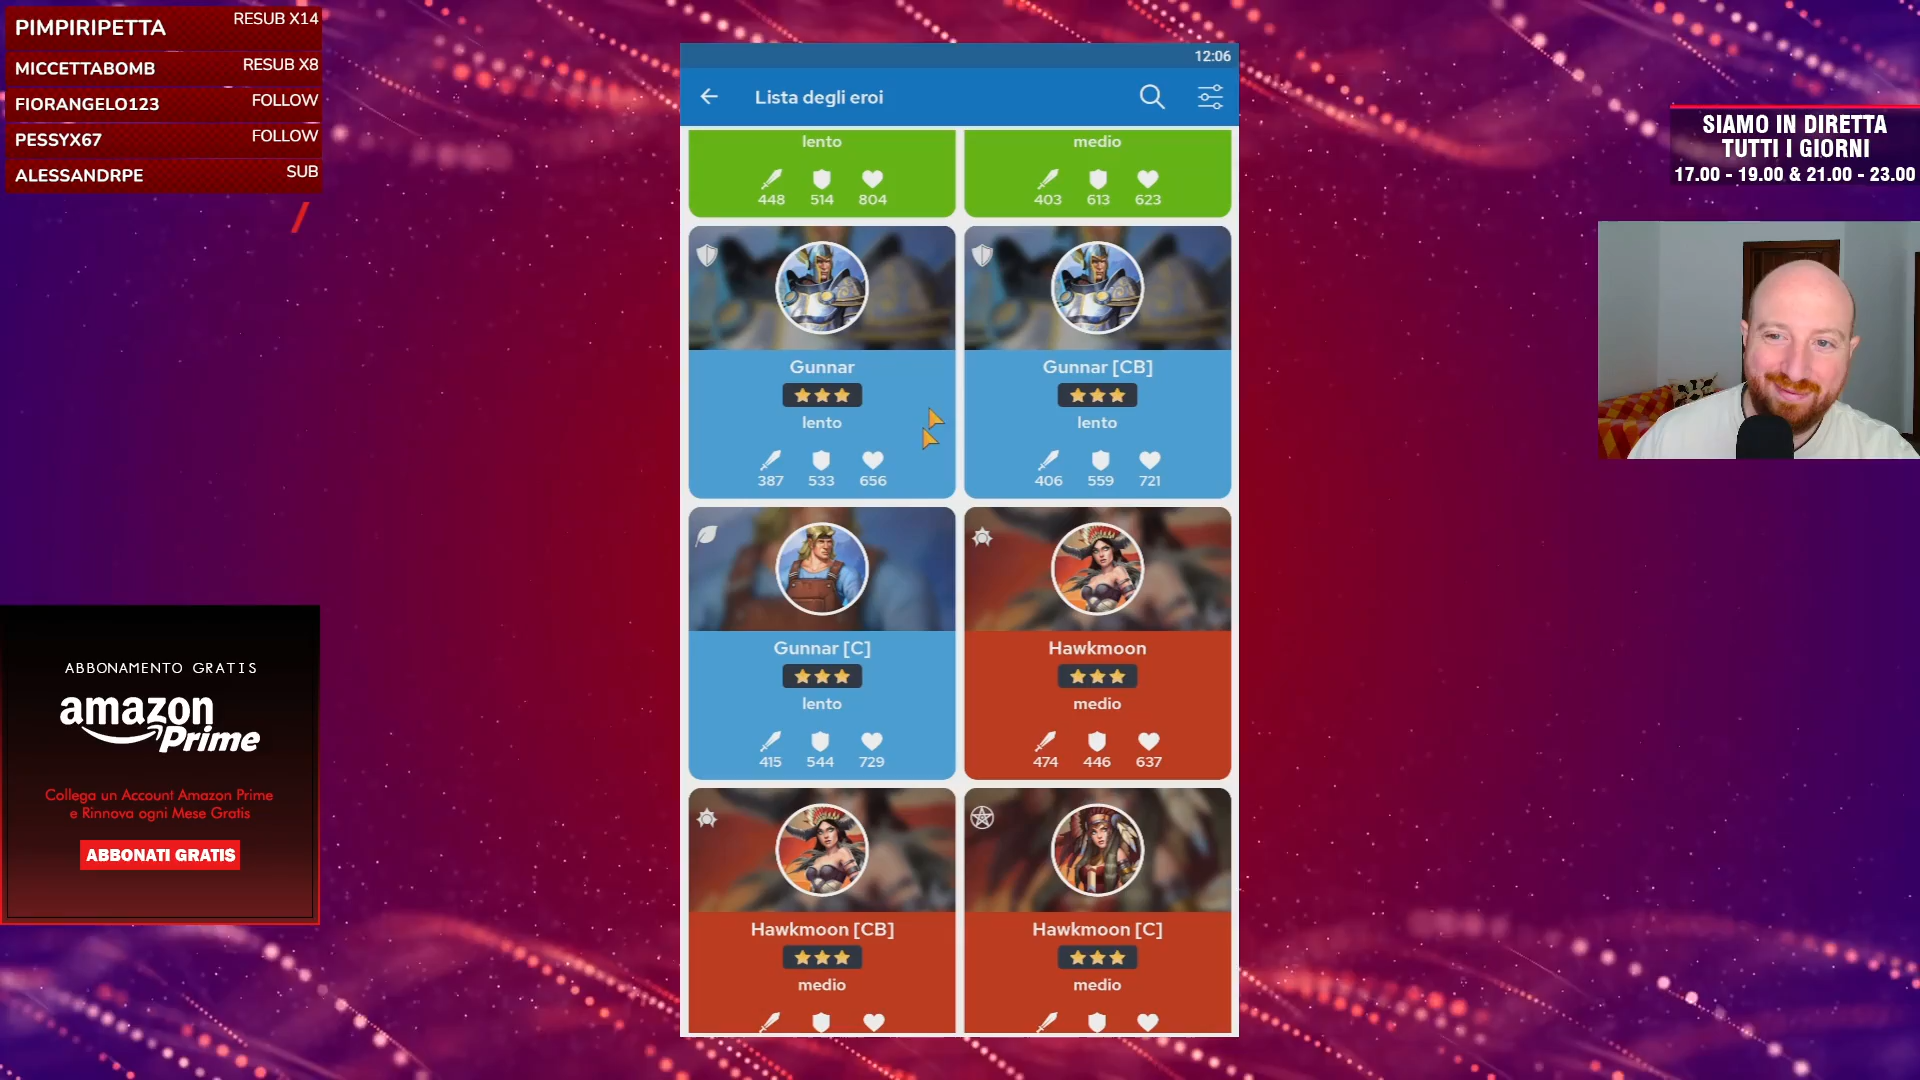 PIMPIRIPETTA RESUB X14
MICCETTABOMB RESUB X8
FIORANGELO123 FOLLOW
PESSYX67 FOLLOW
ALESSANDRPE SUB
12:06
Lista degli eroi
lento
448 514 804
medio
403 613 623
Gunnar
lento
387 533 656
Gunnar [CB]
lento
406 559 721
Gunnar [C]
lento
415 544 729
Hawkmoon
medio
474 446 637
Hawkmoon [CB]
medio
Hawkmoon [C]
medio
SIAMO IN DIRETTA
TUTTI I GIORNI
17.00 - 19.00 & 21.00 - 23.00
ABBONAMENTO GRATIS
amazon
Prime
Collega un Account Amazon Prime
e Rinnova ogni Mese Gratis
ABBONATI GRATIS